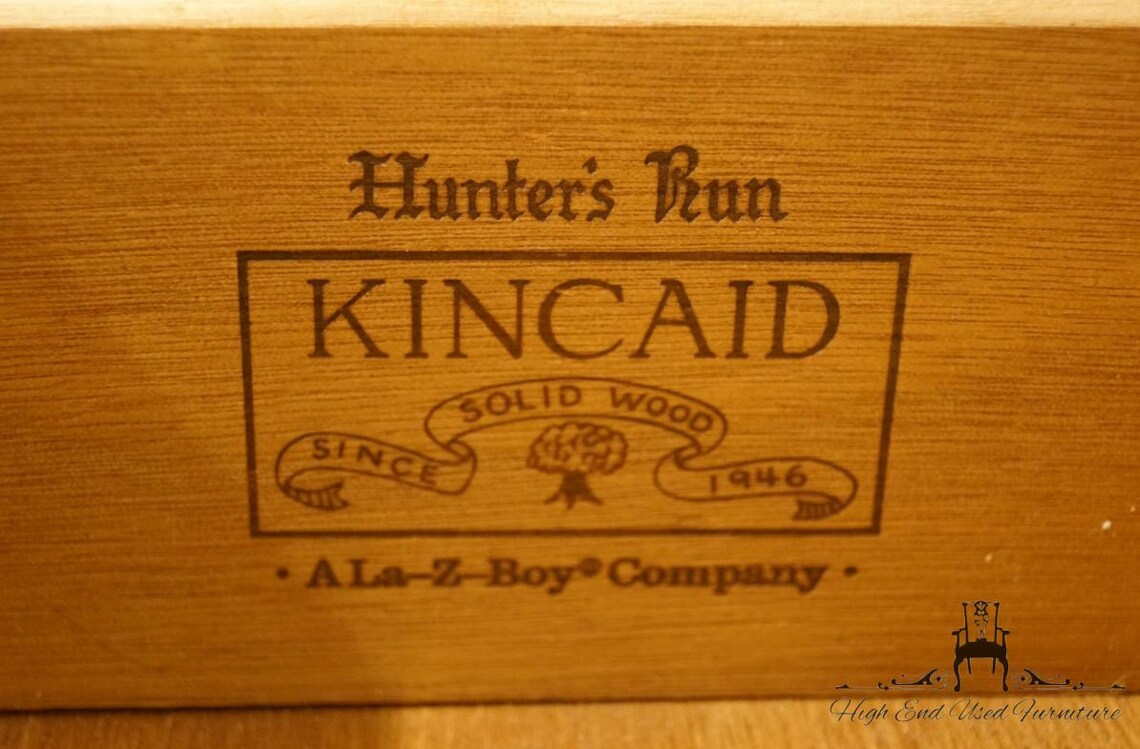 Hunter's Run
KINCAID
SINCE SOLID WOOD 1946
• A La-Z-Boy® Company •
High End Used Furniture